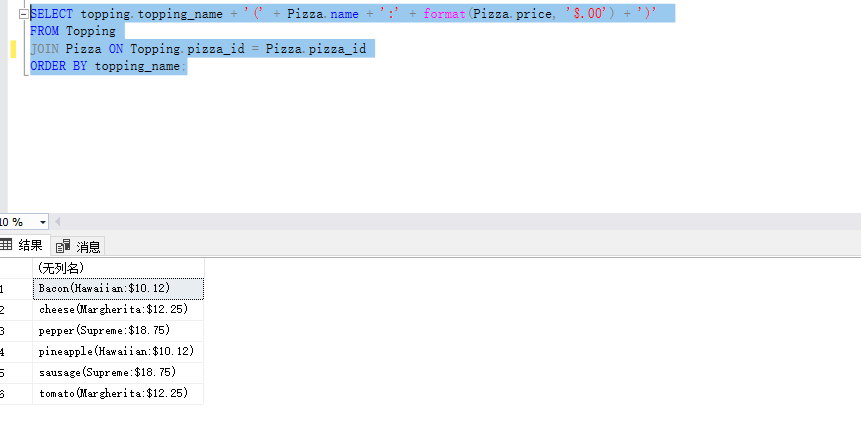 SELECT topping.topping_name + '(' + Pizza.name + ':' + format(Pizza.price, '$.00') + ')'
FROM Topping
JOIN Pizza ON Topping.pizza_id = Pizza.pizza_id
ORDER BY topping_name;
10 %
结果 消息
(无列名)
1 Bacon(Hawaiian:$10.12)
2 cheese(Margherita:$12.25)
3 pepper(Supreme:$18.75)
4 pineapple(Hawaiian:$10.12)
5 sausage(Supreme:$18.75)
6 tomato(Margherita:$12.25)